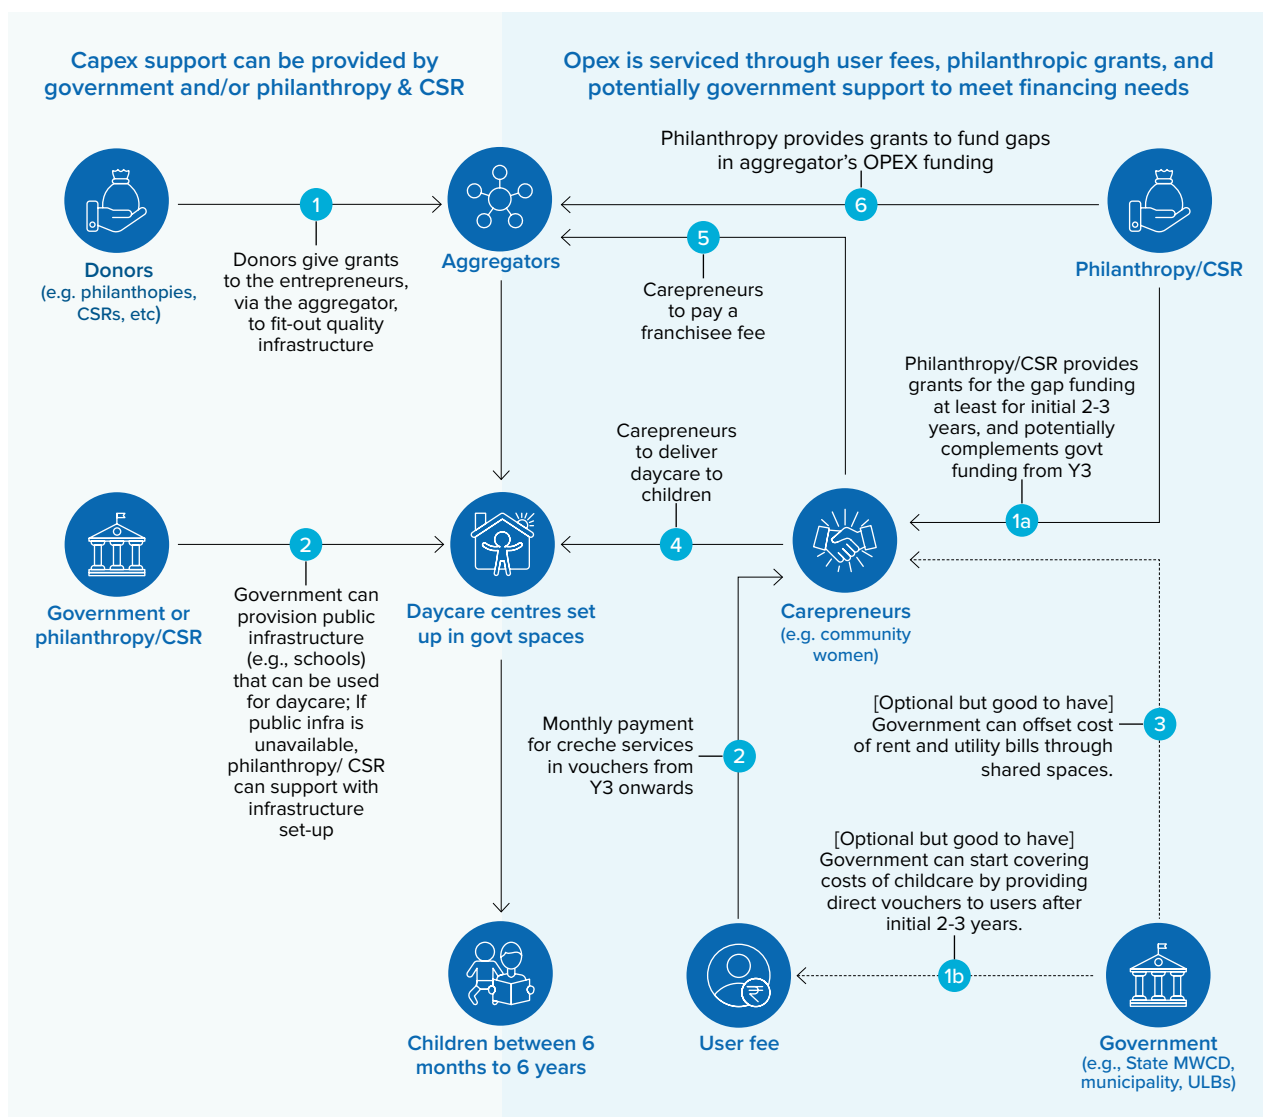 Capex support can be provided by
government and/or philanthropy & CSR
Opex is serviced through user fees, philanthropic grants, and
potentially government support to meet financing needs
Philanthropy provides grants to fund gaps
in aggregator's OPEX funding
1
6
5
Donors
(e.g. philanthopies,
CSRs, etc)
Donors give grants
to the entrepreneurs,
via the aggregator,
to fit-out quality
infrastructure
Aggregators
Carepreneurs
to pay a
franchisee fee
Philanthropy/CSR
Philanthropy/CSR provides
grants for the gap funding
at least for initial 2-3
years, and potentially
complements govt
funding from Y3
1a
Carepreneurs
to deliver
daycare to
children
4
2
Government or
philanthropy/CSR
Government can
provision public
infrastructure
(e.g., schools)
that can be used
for daycare; If
public infra is
unavailable,
philanthropy/ CSR
can support with
infrastructure
set-up
Daycare centres set
up in govt spaces
Carepreneurs
(e.g. community
women)
Monthly payment
for creche services
in vouchers from
Y3 onwards
2
[Optional but good to have]
Government can offset cost
of rent and utility bills through
shared spaces.
3
[Optional but good to have]
Government can start covering
costs of childcare by providing
direct vouchers to users after
initial 2-3 years.
1b
₹
Children between 6
months to 6 years
User fee
Government
(e.g., State MWCD,
municipality, ULBs)